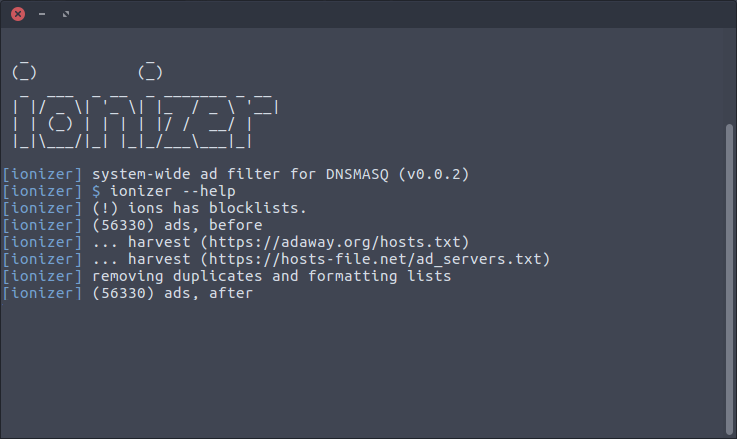 ionizer
[ionizer] system-wide ad filter for DNSMASQ (v0.0.2)
[ionizer] $ ionizer --help
[ionizer] (!) ions has blocklists.
[ionizer] (56330) ads, before
[ionizer] ... harvest (https://adaway.org/hosts.txt)
[ionizer] ... harvest (https://hosts-file.net/ad_servers.txt)
[ionizer] removing duplicates and formatting lists
[ionizer] (56330) ads, after